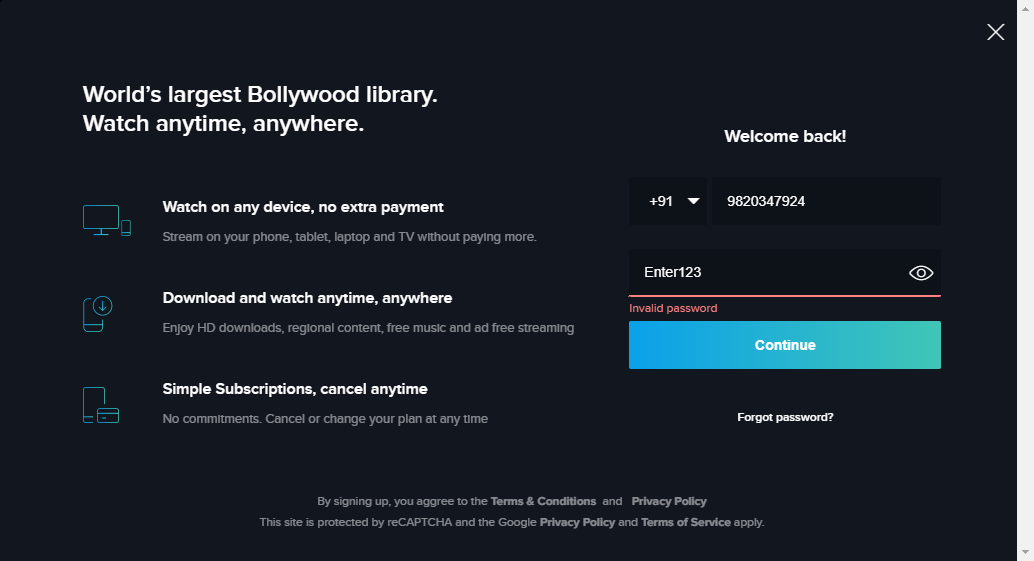 World's largest Bollywood library.
Watch anytime, anywhere.
Watch on any device, no extra payment
Stream on your phone, tablet, laptop and TV without paying more.
Download and watch anytime, anywhere
Enjoy HD downloads, regional content, free music and ad free streaming
Simple Subscriptions, cancel anytime
No commitments. Cancel or change your plan at any time
Welcome back!
+91 9820347924
Enter123
Invalid password
Continue
Forgot password?
By signing up, you aggree to the Terms & Conditions and Privacy Policy
This site is protected by reCAPTCHA and the Google Privacy Policy and Terms of Service apply.